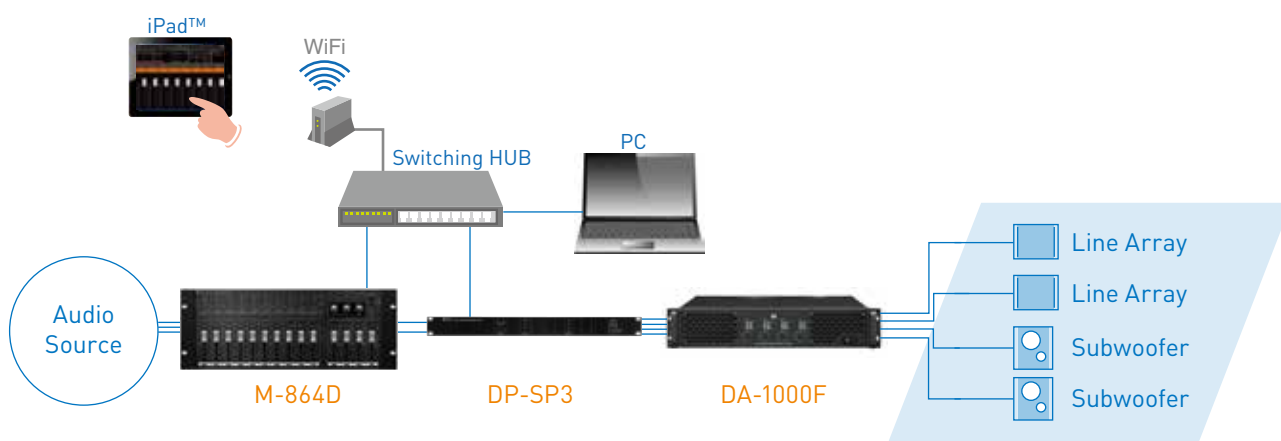 iPad™
WiFi
Switching HUB
PC
Audio
Source
M-864D
DP-SP3
DA-1000F
Line Array
Line Array
Subwoofer
Subwoofer